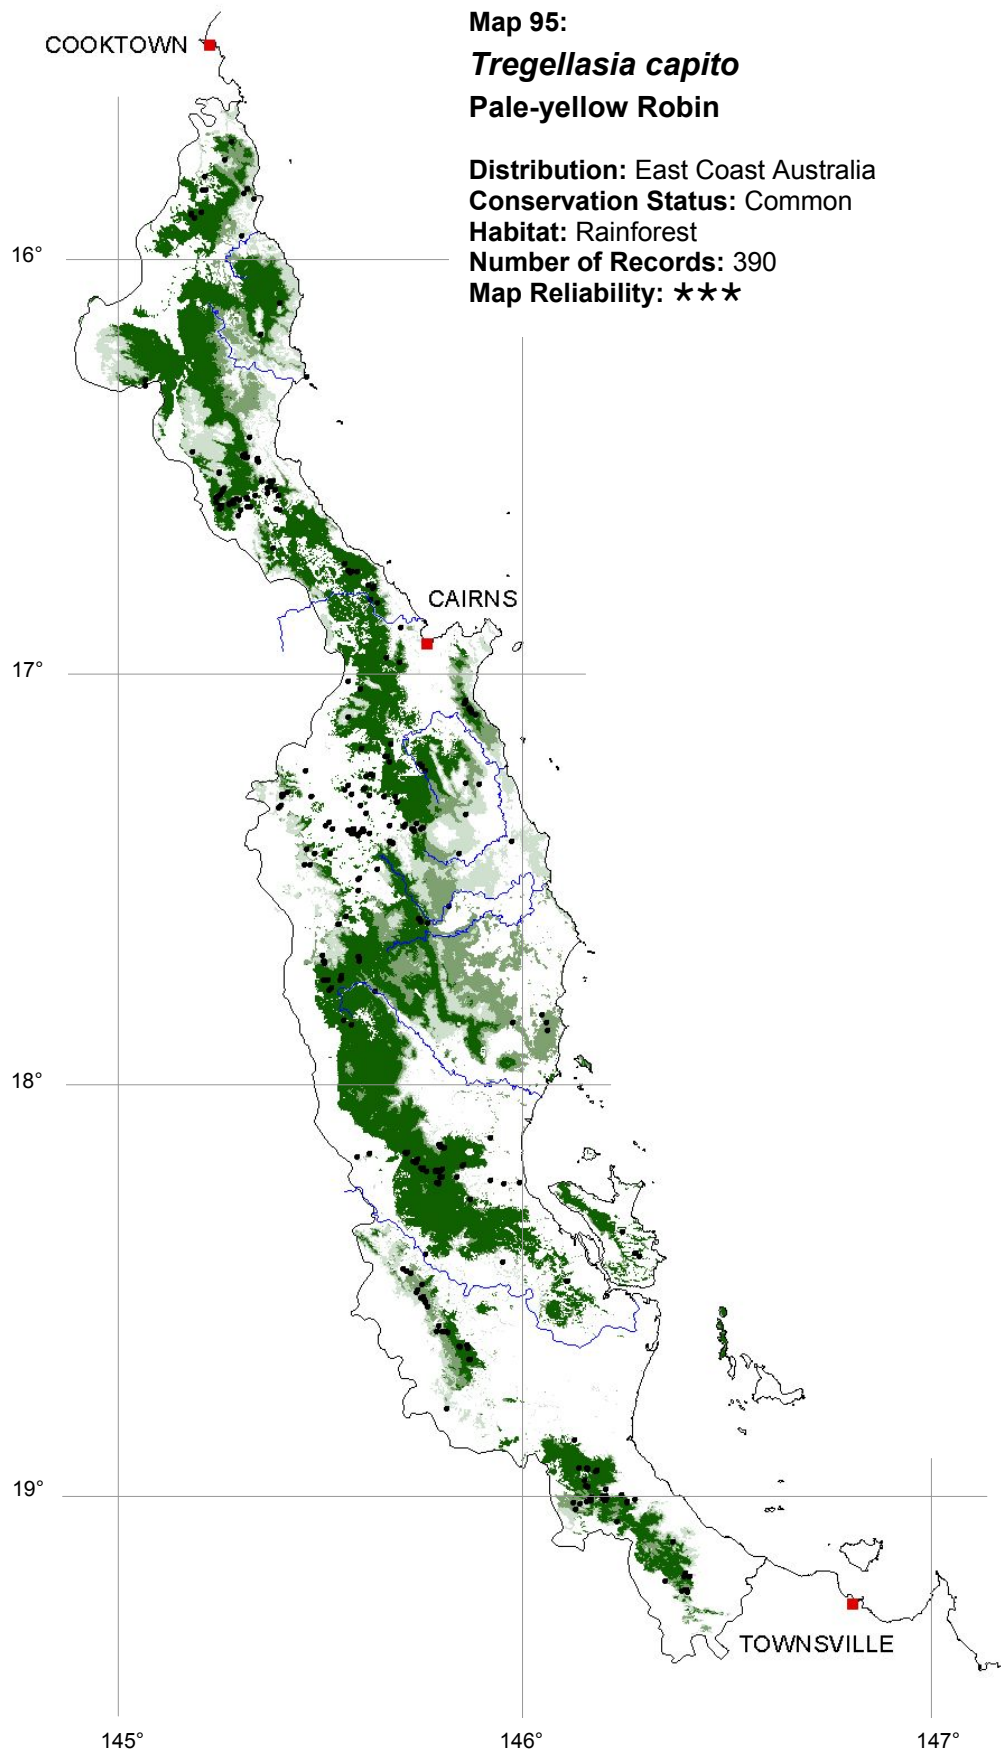 Map 95:
COOKTOWN
Tregellasia capito
Pale-yellow Robin
Distribution: East Coast Australia
Conservation Status: Common
Habitat: Rainforest
Number of Records: 390
Map Reliability: ★★★
16°
CAIRNS
17°
18°
19°
TOWNSVILLE
145°
146°
147°